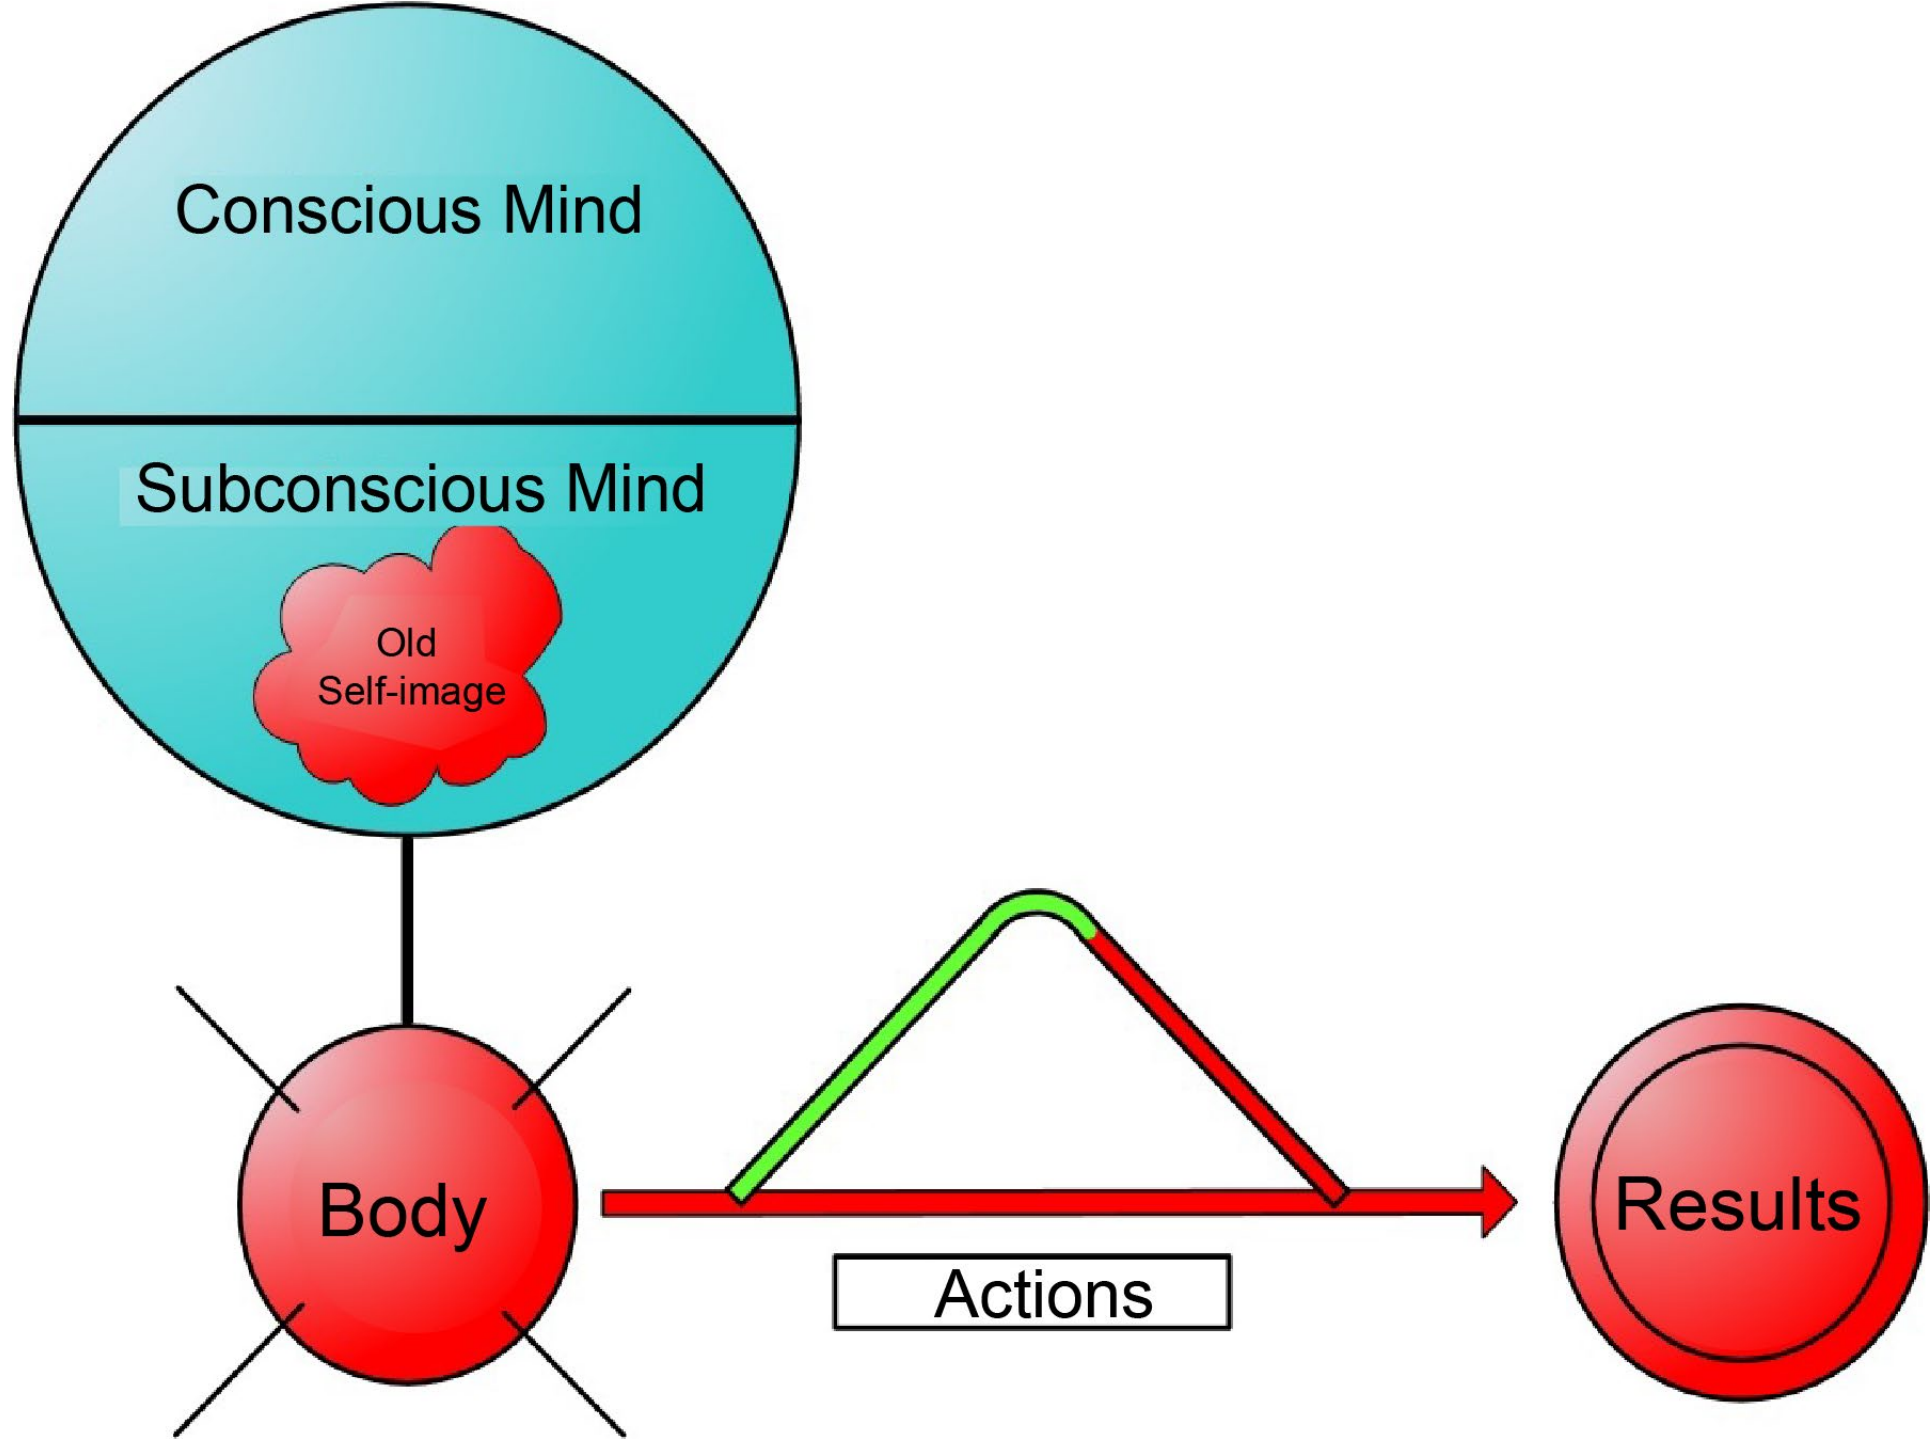 Conscious Mind
Subconscious Mind
Old
Self-image
Body
Actions
Results